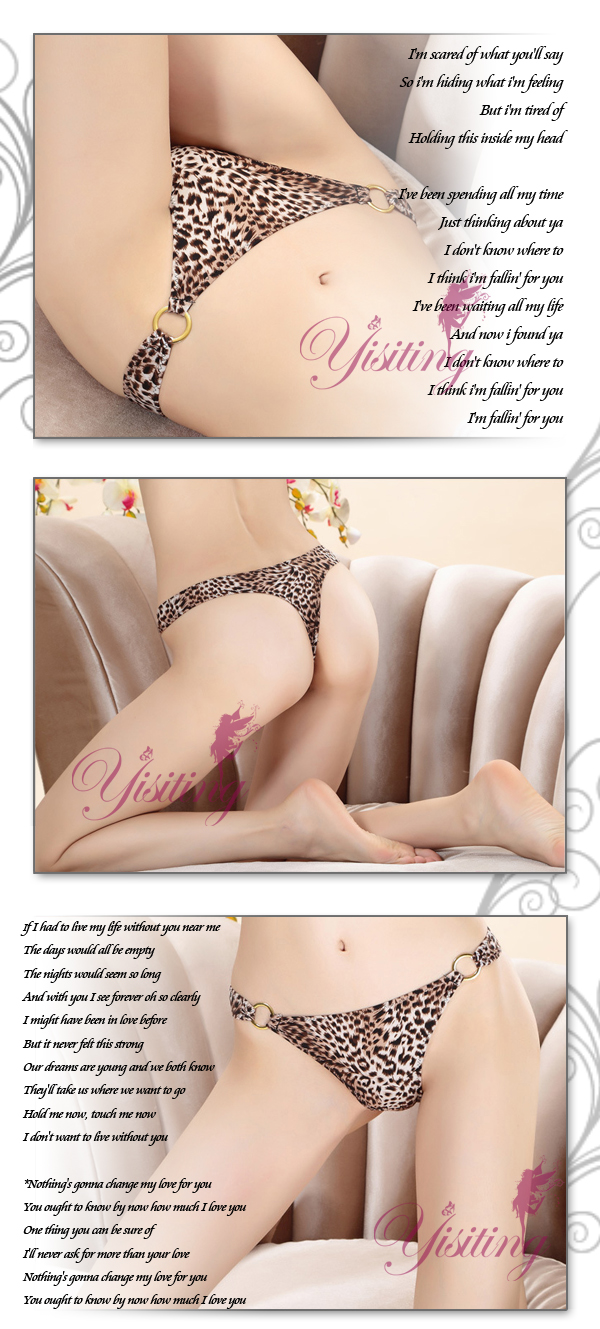 I'm scared of what you'll say
So i'm hiding what i'm feeling
But i'm tired of
Holding this inside my head
I've been spending all my time
Just thinking about ya
I don't know where to
I think i'm fallin' for you
I've been waiting all my life
And now i found ya
I don't know where to
I think i'm fallin' for you
I'm fallin' for you
Yisiting
Yisiting
If I had to live my life without you near me
The days would all be empty
The nights would seem so long
And with you I see forever oh so clearly
I might have been in love before
But it never felt this strong
Our dreams are young and we both know
They'll take us where we want to go
Hold me now, touch me now
I don't want to live without you
*Nothing's gonna change my love for you
You ought to know by now how much I love you
One thing you can be sure of
I'll never ask for more than your love
Nothing's gonna change my love for you
You ought to know by now how much I love you
Yisiting